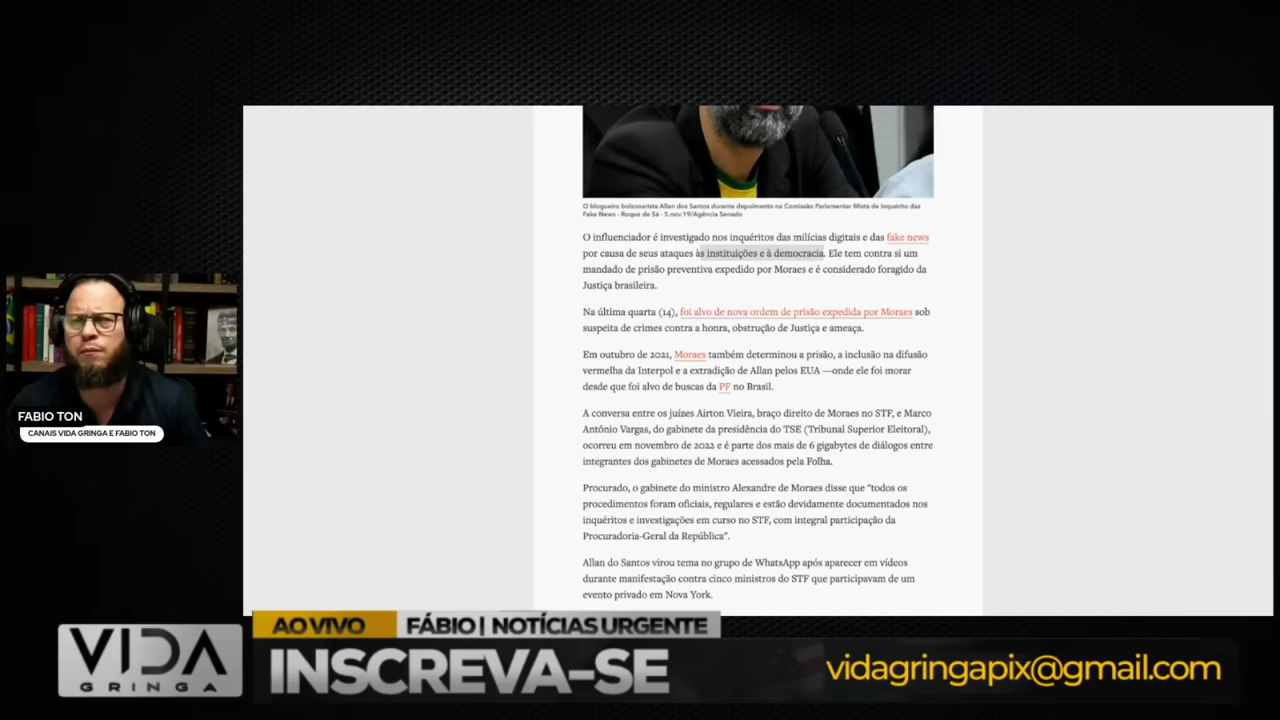 O blogueiro bolsonarista Allan dos Santos durante depoimento na Comissão Parlamentar Mista de Inquérito das
Fake News - Roque de Sá - 5.nov.19/Agência Senado
O influenciador é investigado nos inquéritos das milícias digitais e das fake news
por causa de seus ataques às instituições e à democracia. Ele tem contra si um
mandado de prisão preventiva expedido por Moraes e é considerado foragido da
Justiça brasileira.
Na última quarta (14), foi alvo de nova ordem de prisão expedida por Moraes sob
suspeita de crimes contra a honra, obstrução de Justiça e ameaça.
Em outubro de 2021, Moraes também determinou a prisão, a inclusão na difusão
vermelha da Interpol e a extradição de Allan pelos EUA —onde ele foi morar
desde que foi alvo de buscas da PF no Brasil.
A conversa entre os juízes Airton Vieira, braço direito de Moraes no STF, e Marco
Antônio Vargas, do gabinete da presidência do TSE (Tribunal Superior Eleitoral),
ocorreu em novembro de 2022 e é parte dos mais de 6 gigabytes de diálogos entre
integrantes dos gabinetes de Moraes acessados pela Folha.
Procurado, o gabinete do ministro Alexandre de Moraes disse que "todos os
procedimentos foram oficiais, regulares e estão devidamente documentados nos
inquéritos e investigações em curso no STF, com integral participação da
Procuradoria-Geral da República".
Allan do Santos virou tema no grupo de WhatsApp após aparecer em vídeos
durante manifestação contra cinco ministros do STF que participavam de um
evento privado em Nova York.
FABIO TON
CANAIS VIDA GRINGA E FABIO TON
AO VIVO
FÁBIO | NOTÍCIAS URGENTE
VIDA
GRINGA
INSCREVA-SE
vidagringapix@gmail.com